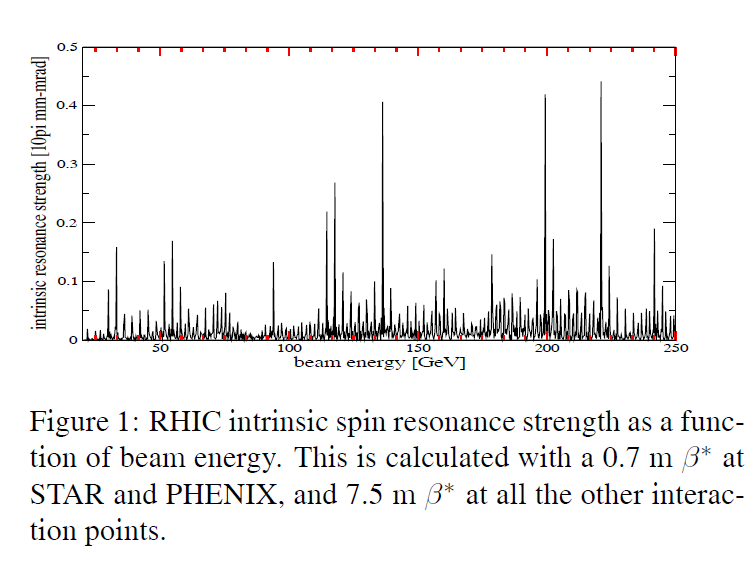 intrinsic resonance strength [10pi mm-mrad]
0.5
0.4
0.3
0.2
0.1
0
50
100
150
200
250
beam energy [GeV]
Figure 1: RHIC intrinsic spin resonance strength as a func-
tion of beam energy. This is calculated with a 0.7 m β* at
STAR and PHENIX, and 7.5 m β* at all the other interac-
tion points.